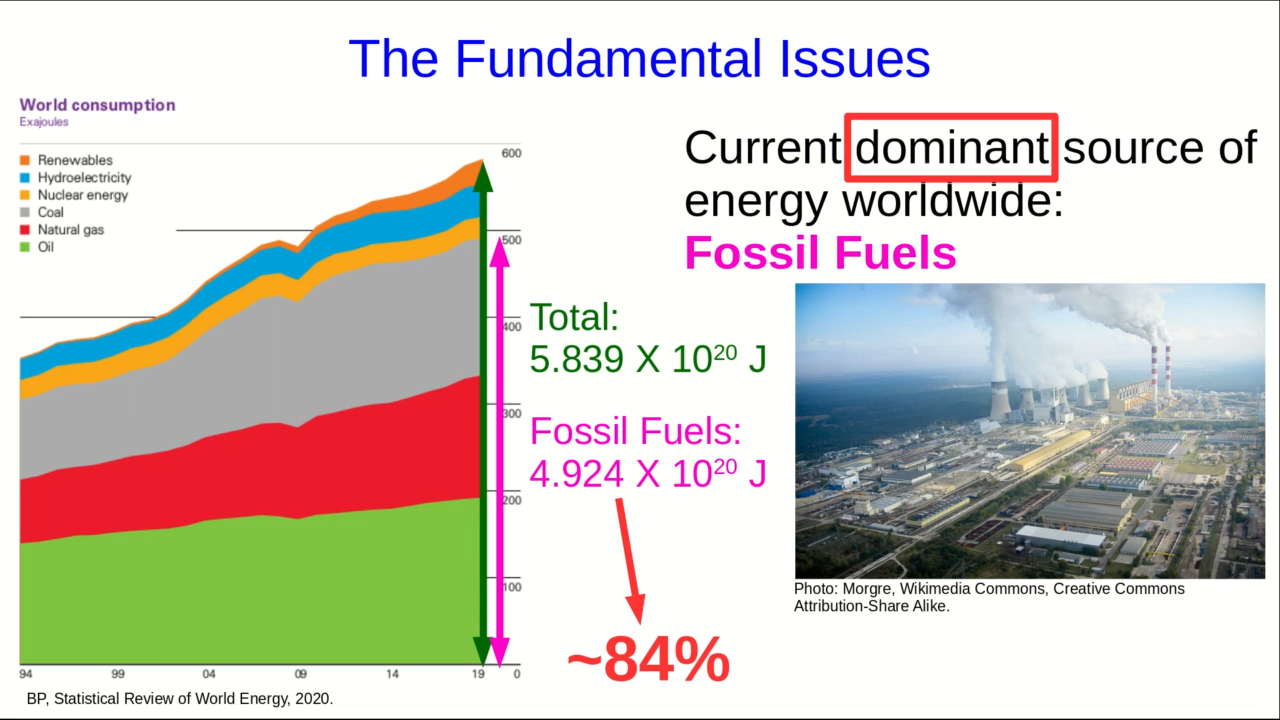 The Fundamental Issues
World consumption
Exajoules
Renewables
Hydroelectricity
Nuclear energy
Coal
Natural gas
Oil
600
500
400
300
200
100
0
94 99 04 09 14 19
BP, Statistical Review of World Energy, 2020.
Total:
5.839 X 10²⁰ J
Fossil Fuels:
4.924 X 10²⁰ J
~84%
Current dominant source of
energy worldwide:
Fossil Fuels
Photo: Morgre, Wikimedia Commons, Creative Commons
Attribution-Share Alike.